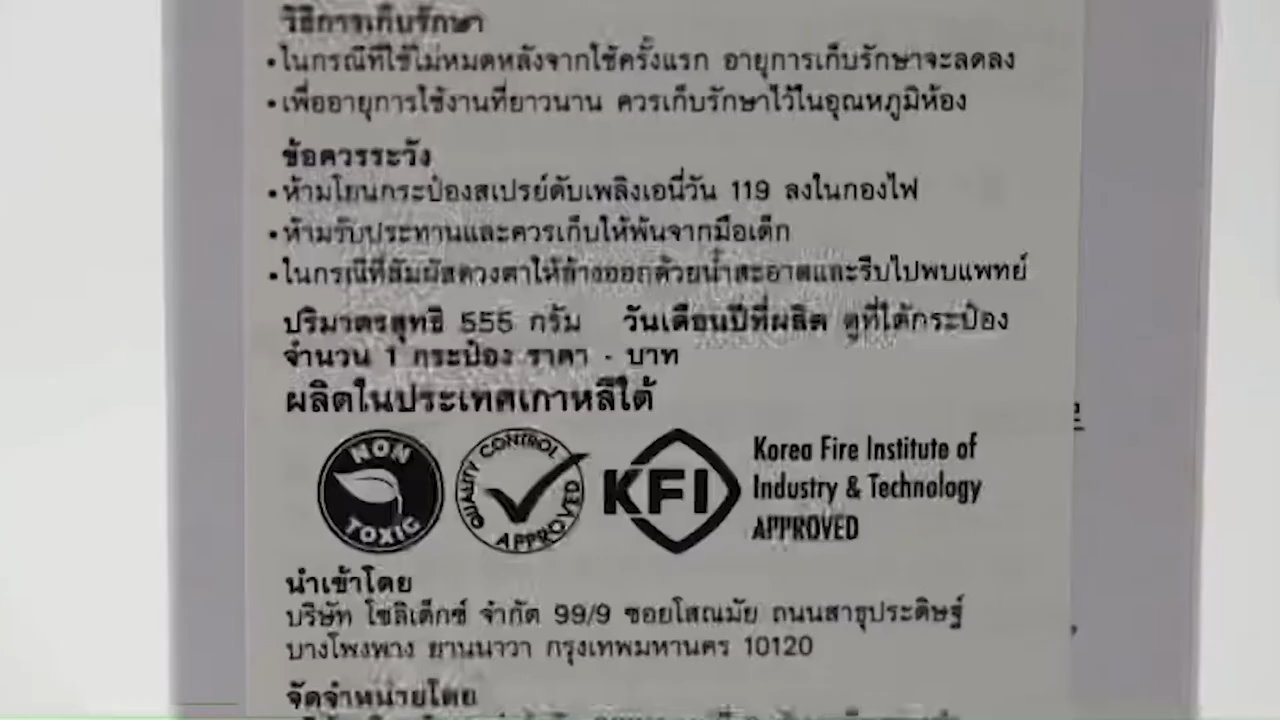 วิธีการเก็บรักษา
•ในกรณีที่ใช้ไม่หมดหลังจากใช้ครั้งแรก อายุการเก็บรักษาจะลดลง
•เพื่ออายุการใช้งานที่ยาวนาน ควรเก็บรักษาไว้ในอุณหภูมิห้อง
ข้อควรระวัง
•ห้ามโยนกระป๋องสเปรย์ดับเพลิงเอนี่วัน 119 ลงในกองไฟ
•ห้ามรับประทานและควรเก็บให้พ้นจากมือเด็ก
•ในกรณีที่สัมผัสดวงตาให้ล้างออกด้วยน้ำสะอาดและรีบไปพบแพทย์
ปริมาตรสุทธิ 555 กรัม วันเดือนปีที่ผลิต ดูที่ใต้กระป๋อง
จำนวน 1 กระป๋อง ราคา - บาท
ผลิตในประเทศเกาหลีใต้
NON TOXIC
QUALITY CONTROL APPROVED
KFI
Korea Fire Institute of
Industry & Technology
APPROVED
นำเข้าโดย
บริษัท โซลิเด็กซ์ จำกัด 99/9 ซอยโสณมัย ถนนสาธุประดิษฐ์
บางโพงพาง ยานนาวา กรุงเทพมหานคร 10120
จัดจำหน่ายโดย